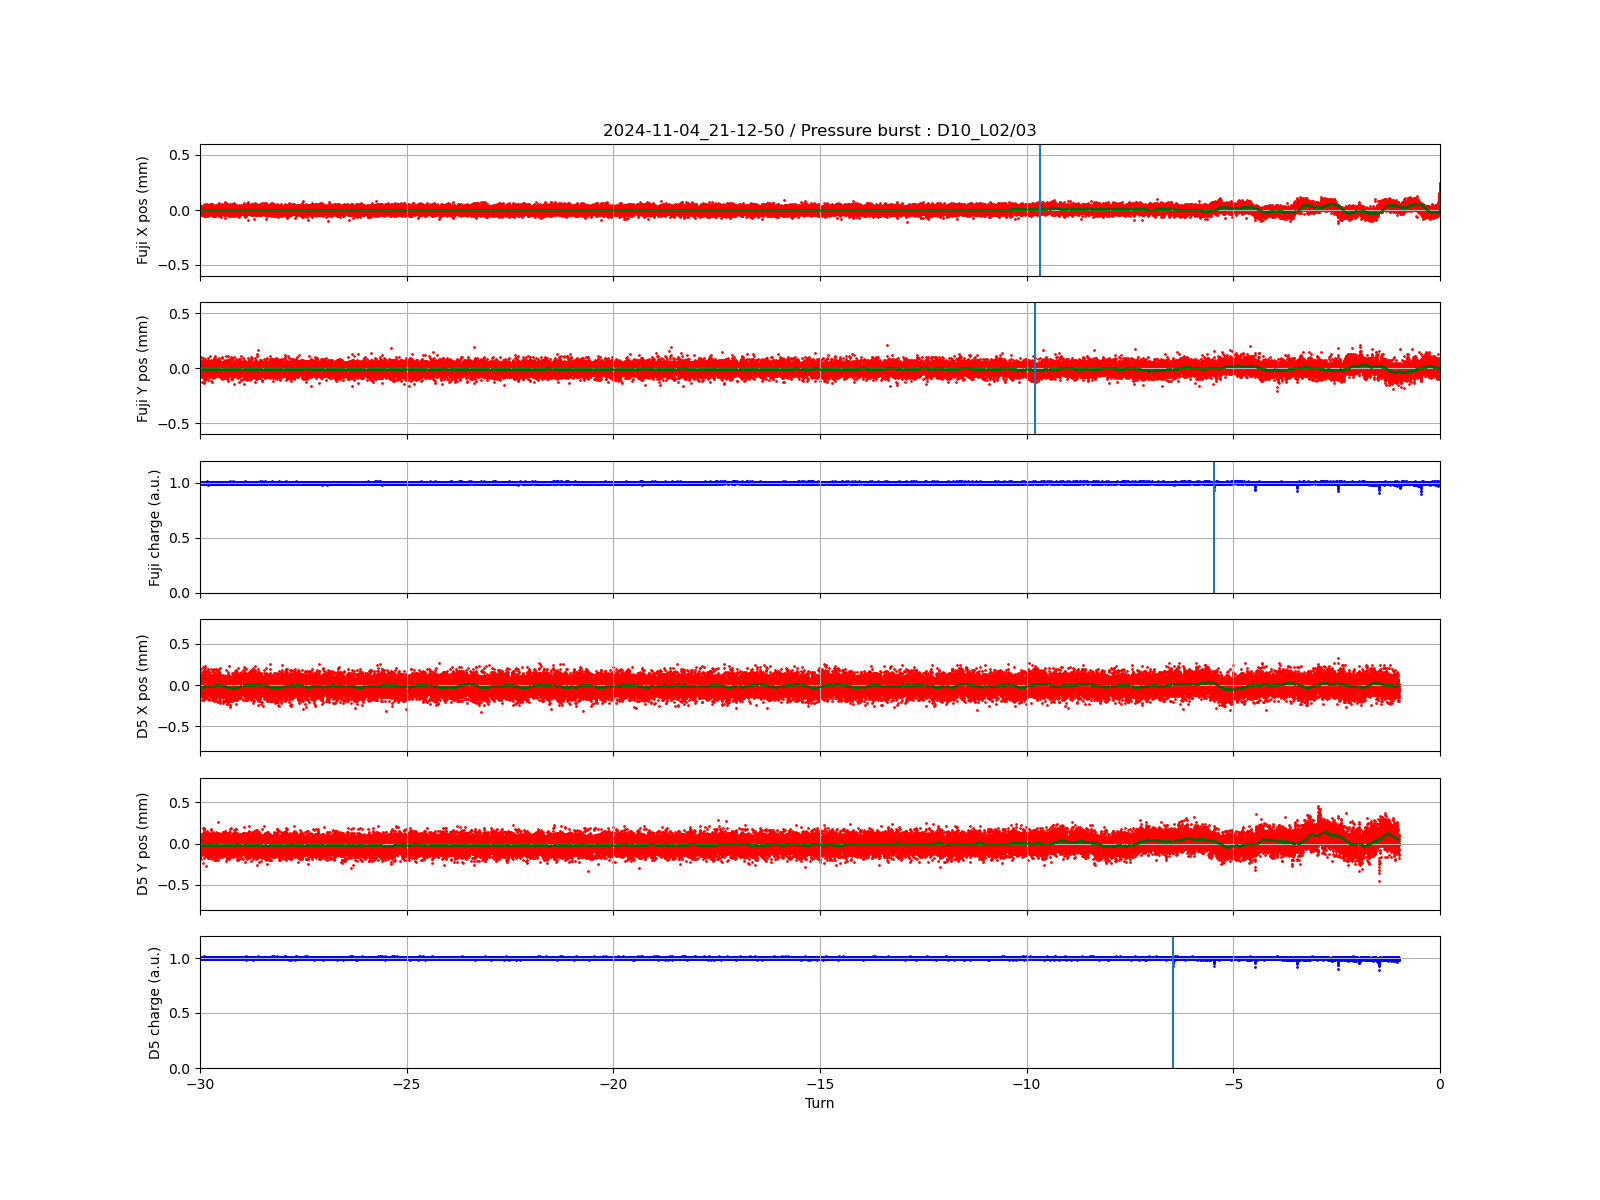 2024-11-04_21-12-50 / Pressure burst : D10_L02/03
Fuji X pos (mm)
0.5
0.0
−0.5
Fuji Y pos (mm)
0.5
0.0
−0.5
Fuji charge (a.u.)
1.0
0.5
0.0
D5 X pos (mm)
0.5
0.0
−0.5
D5 Y pos (mm)
0.5
0.0
−0.5
D5 charge (a.u.)
1.0
0.5
0.0
−30 −25 −20 −15 −10 −5 0
Turn